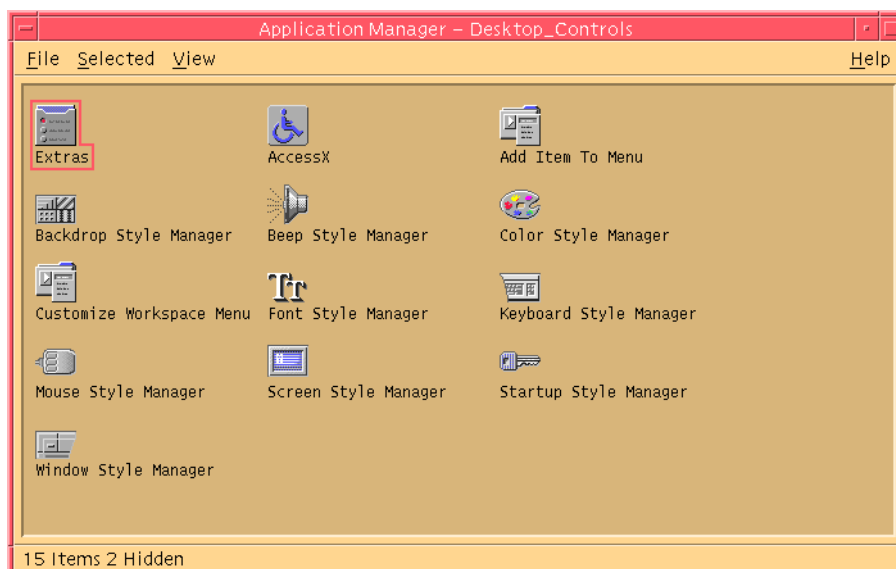 Application Manager – Desktop_Controls
File Selected View Help
Extras AccessX Add Item To Menu
Backdrop Style Manager Beep Style Manager Color Style Manager
Customize Workspace Menu Font Style Manager Keyboard Style Manager
Mouse Style Manager Screen Style Manager Startup Style Manager
Window Style Manager
15 Items 2 Hidden